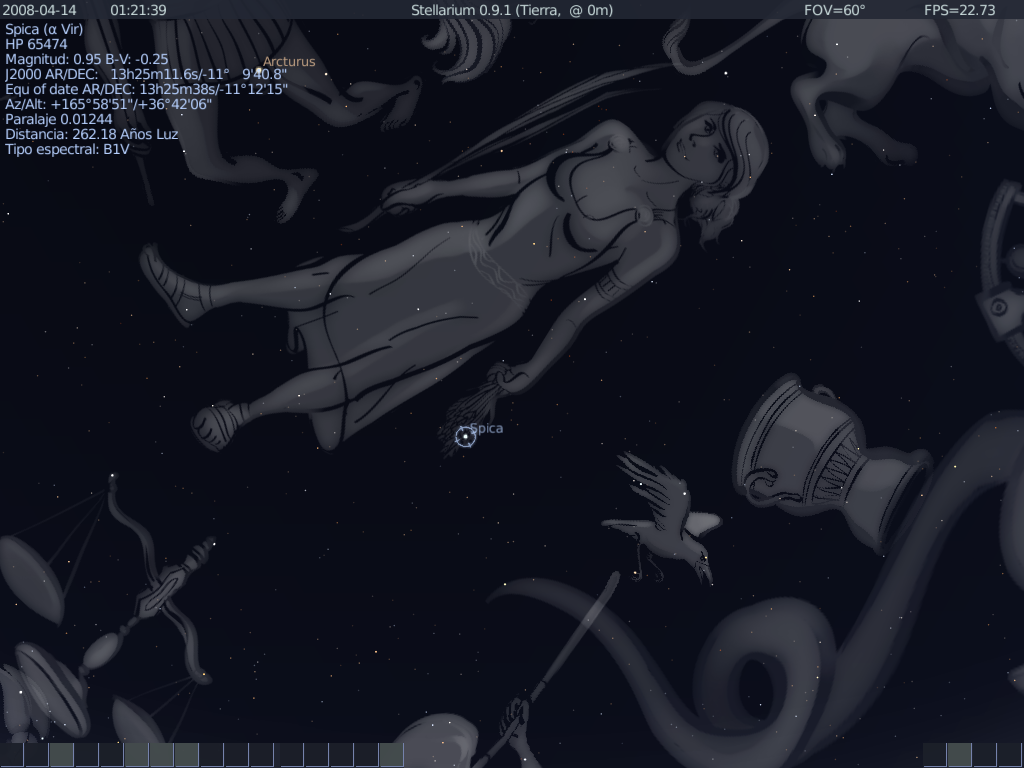 2008-04-14 01:21:39 Stellarium 0.9.1 (Tierra, @ 0m) FOV=60° FPS=22.73
Spica (α Vir)
HP 65474
Magnitud: 0.95 B-V: -0.25
J2000 AR/DEC: 13h25m11.6s/-11° 9'40.8"
Equ of date AR/DEC: 13h25m38s/-11°12'15"
Az/Alt: +165°58'51"/+36°42'06"
Paralaje 0.01244
Distancia: 262.18 Años Luz
Tipo espectral: B1V
Arcturus
Spica